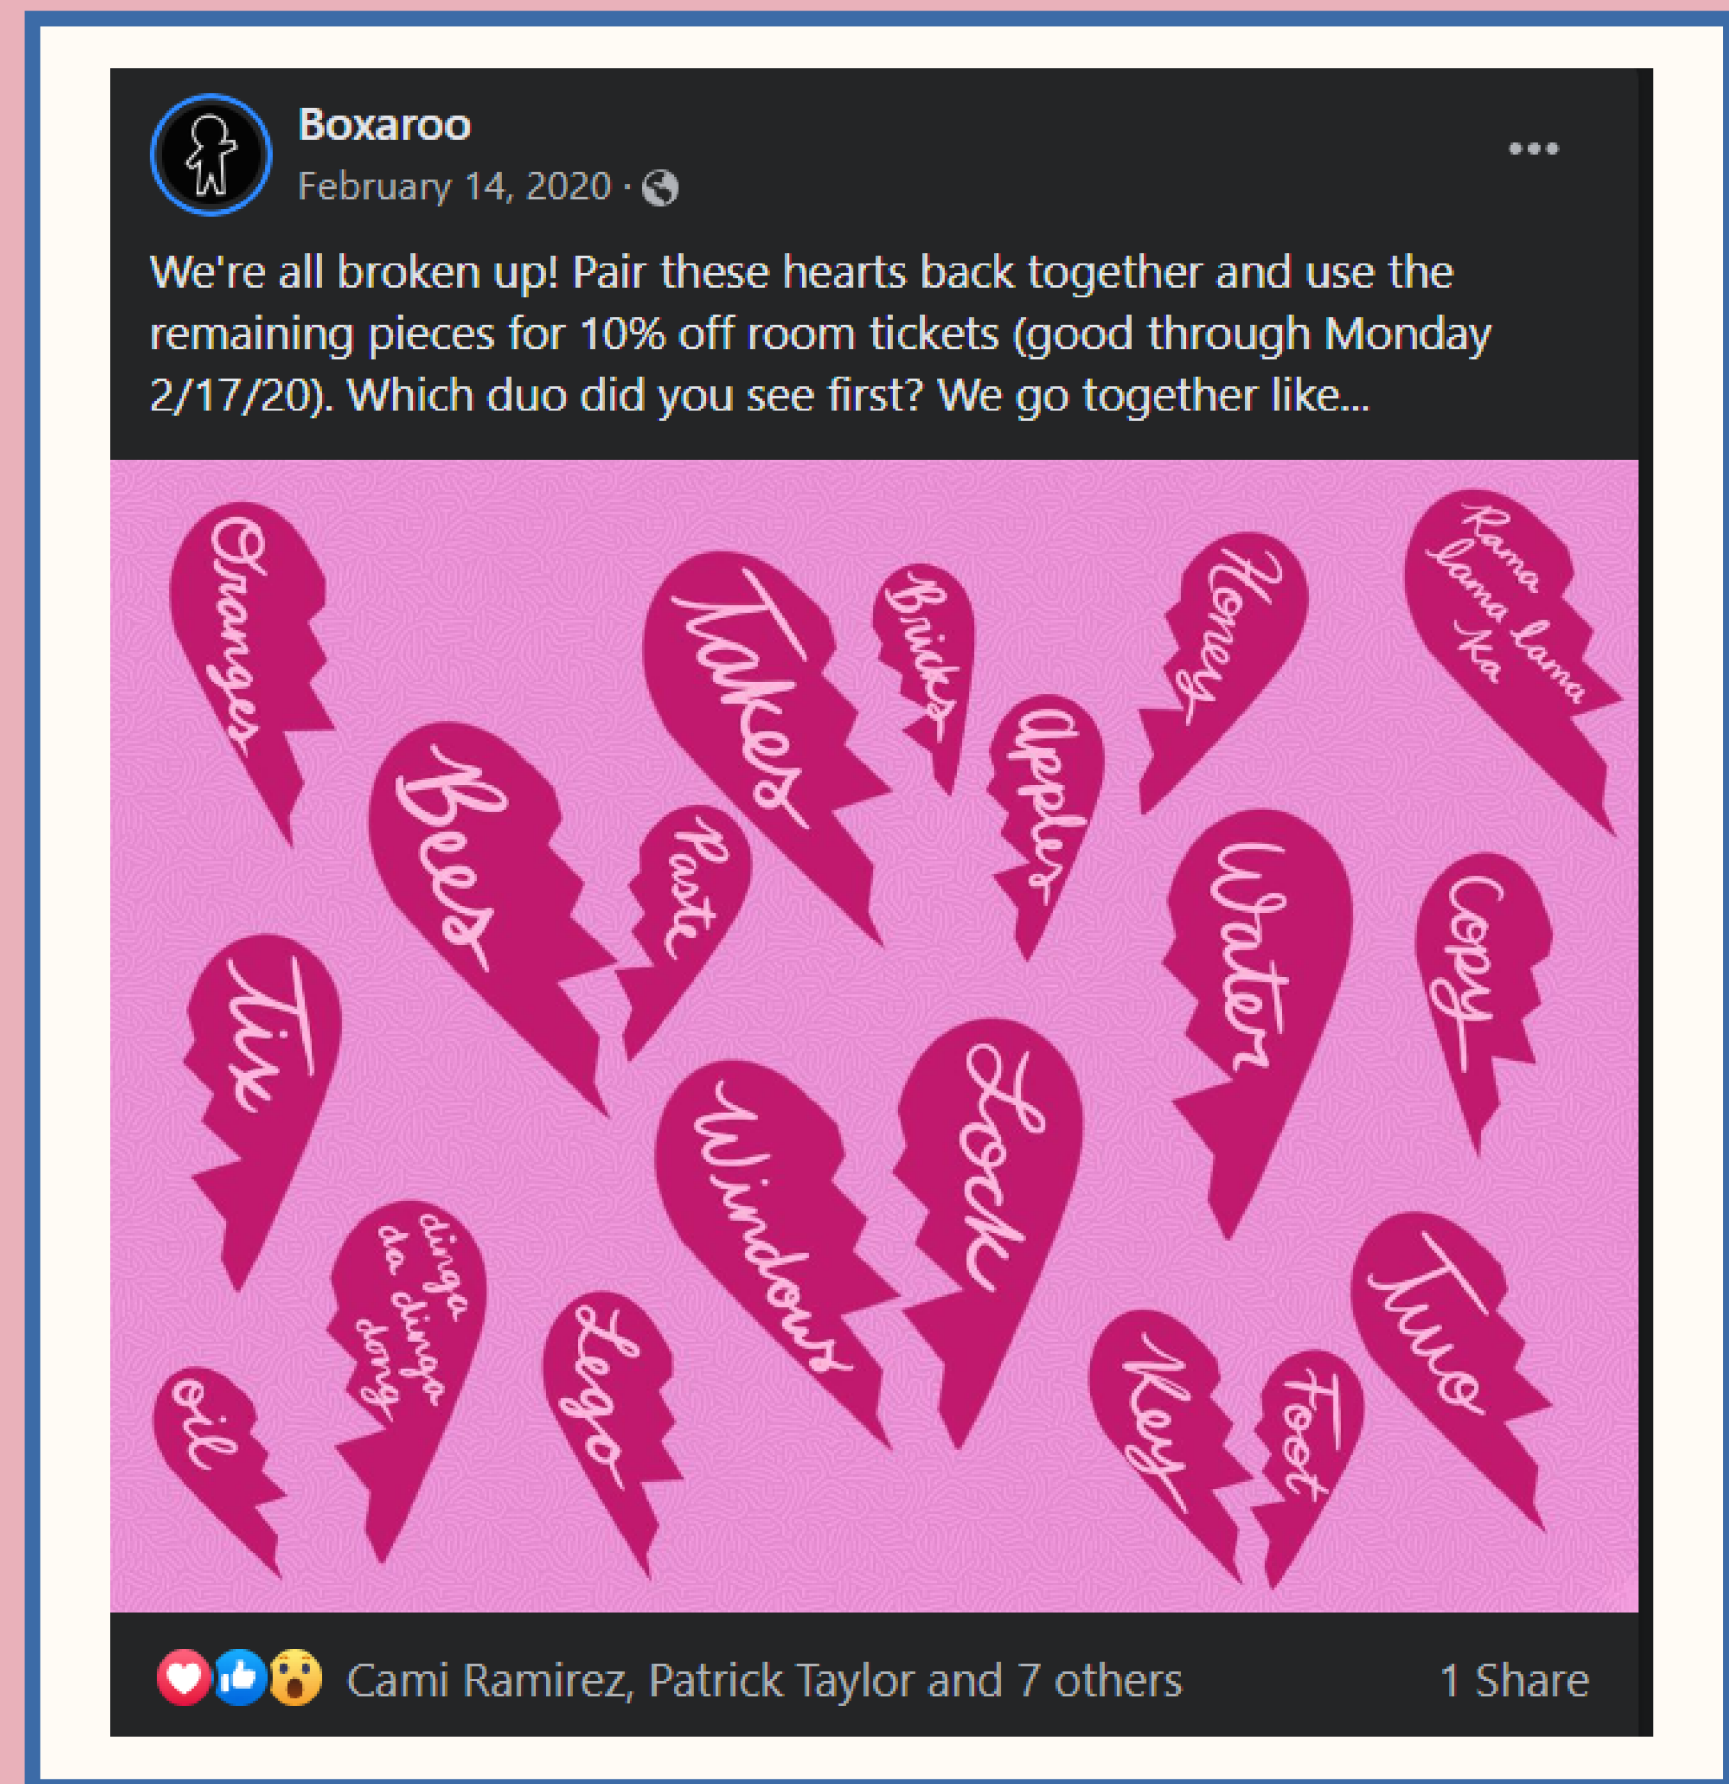 Boxaroo
February 14, 2020 ·
We're all broken up! Pair these hearts back together and use the
remaining pieces for 10% off room tickets (good through Monday
2/17/20). Which duo did you see first? We go together like...
Oranges
Takes
Bricks
Honey
Rama
lama lama
Ka
Apples
Bees
Paste
Water
Copy
Tix
Windows
Lock
dinga
da dinga
dong
Lego
Two
Key
Foot
oil
Cami Ramirez, Patrick Taylor and 7 others
1 Share